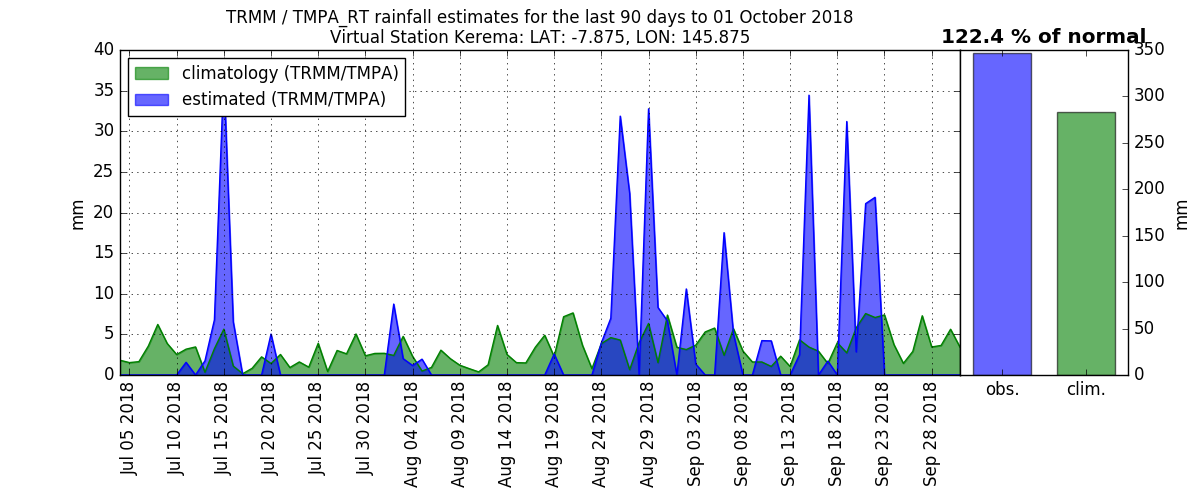 TRMM / TMPA_RT rainfall estimates for the last 90 days to 01 October 2018
Virtual Station Kerema: LAT: -7.875, LON: 145.875
122.4 % of normal
climatology (TRMM/TMPA)
estimated (TRMM/TMPA)
40
35
30
25
20
15
10
5
0
mm
Jul 05 2018
Jul 10 2018
Jul 15 2018
Jul 20 2018
Jul 25 2018
Jul 30 2018
Aug 04 2018
Aug 09 2018
Aug 14 2018
Aug 19 2018
Aug 24 2018
Aug 29 2018
Sep 03 2018
Sep 08 2018
Sep 13 2018
Sep 18 2018
Sep 23 2018
Sep 28 2018
obs.
clim.
350
300
250
200
150
100
50
0
mm